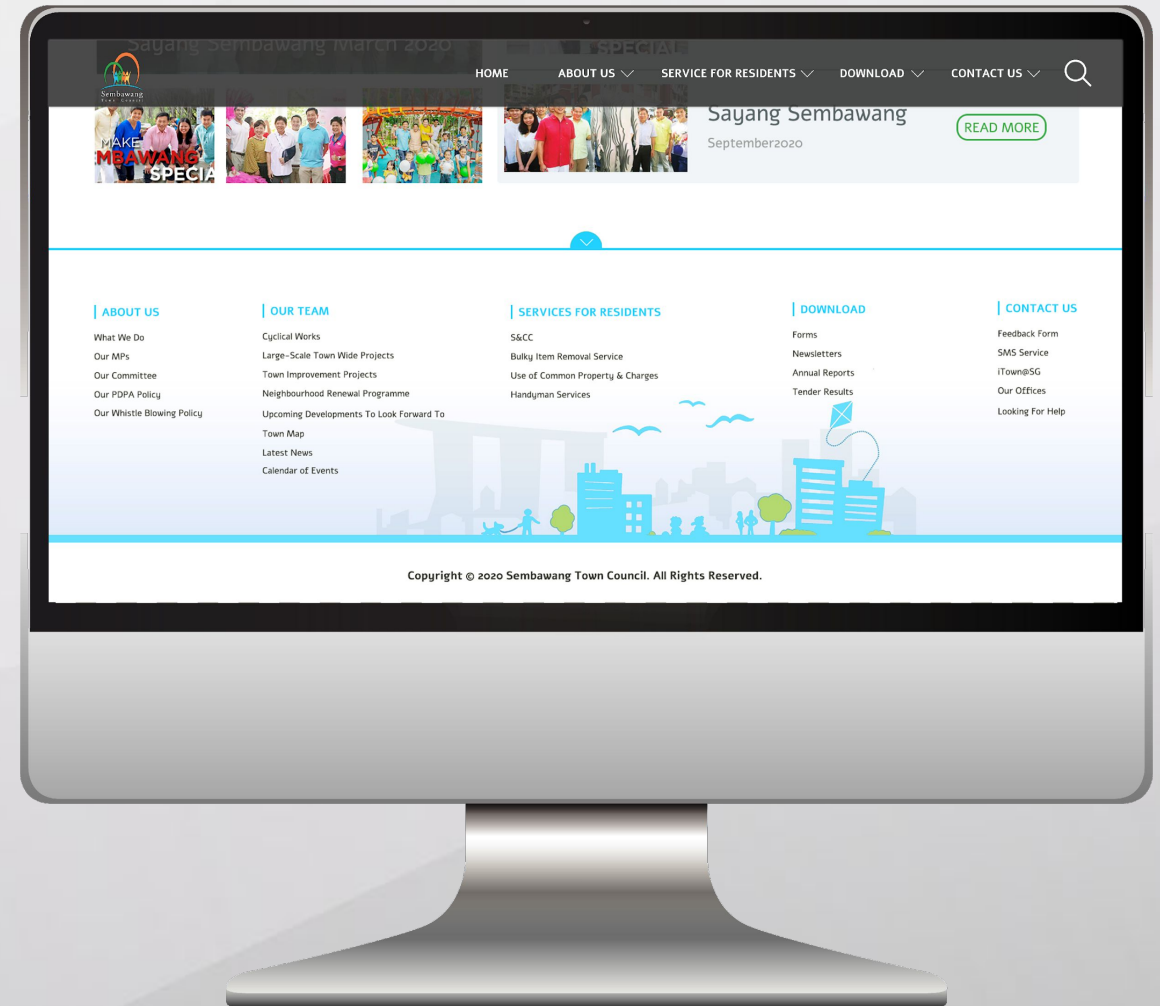 Sayang Sembawang March 2020
SPECIAL
Sembawang
Town Council
HOME
ABOUT US
SERVICE FOR RESIDENTS
DOWNLOAD
CONTACT US
MAKE
MBAWANG
SPECIA
Sayang Sembawang
September2020
READ MORE
ABOUT US
What We Do
Our MPs
Our Committee
Our PDPA Policy
Our Whistle Blowing Policy
OUR TEAM
Cyclical Works
Large-Scale Town Wide Projects
Town Improvement Projects
Neighbourhood Renewal Programme
Upcoming Developments To Look Forward To
Town Map
Latest News
Calendar of Events
SERVICES FOR RESIDENTS
S&CC
Bulky Item Removal Service
Use of Common Property & Charges
Handyman Services
DOWNLOAD
Forms
Newsletters
Annual Reports
Tender Results
CONTACT US
Feedback Form
SMS Service
iTown@SG
Our Offices
Looking For Help
Copyright © 2020 Sembawang Town Council. All Rights Reserved.